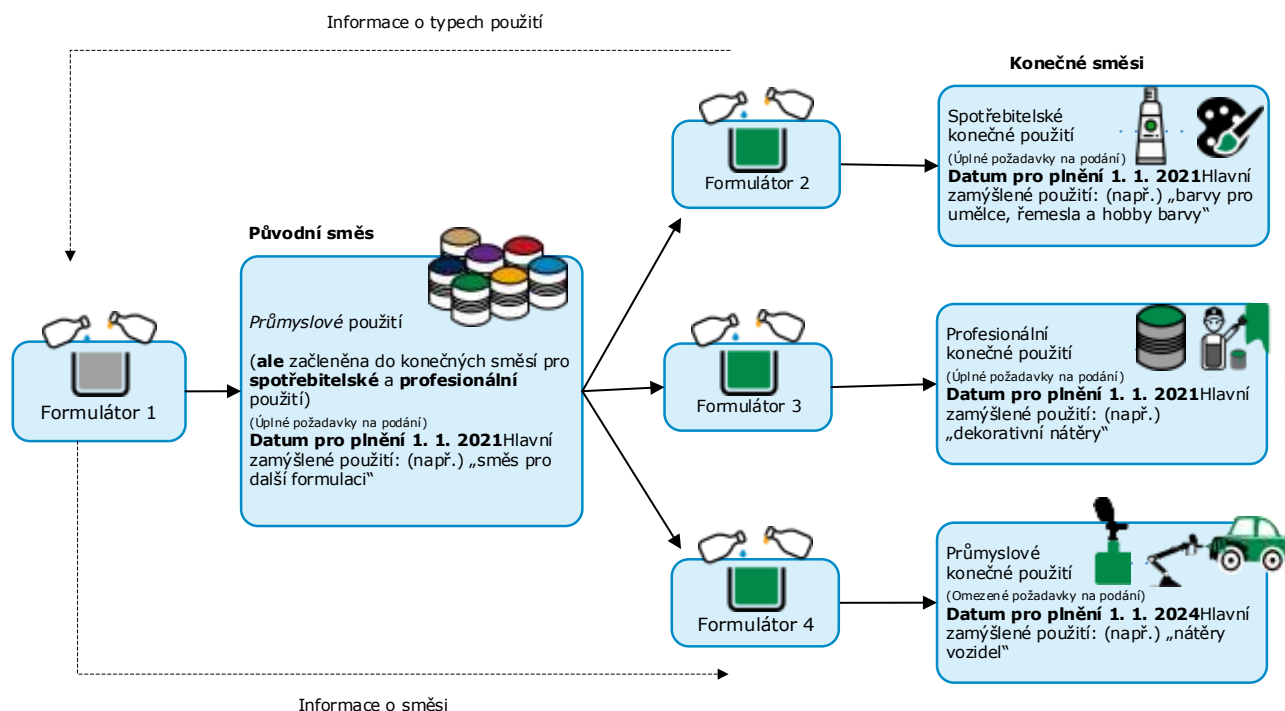 Informace o typech použití
Konečné směsi
Spotřebitelské
konečné použití
(Úplné požadavky na podání)
Datum pro plnění 1. 1. 2021Hlavní
zamýšlené použití: (např.) „barvy pro
umělce, řemesla a hobby barvy“
Formulátor 2
Původní směs
Průmyslové použití
(ale začleněna do konečných směsí pro
spotřebitelské a profesionální
použití)
(Úplné požadavky na podání)
Datum pro plnění 1. 1. 2021Hlavní
zamýšlené použití: (např.) „směs pro
další formulaci“
Formulátor 1
Formulátor 3
Profesionální
konečné použití
(Úplné požadavky na podání)
Datum pro plnění 1. 1. 2021Hlavní
zamýšlené použití: (např.)
„dekorativní nátěry“
Formulátor 4
Průmyslové
konečné použití
(Omezené požadavky na podání)
Datum pro plnění 1. 1. 2024Hlavní
zamýšlené použití: (např.) „nátěry
vozidel“
Informace o směsi